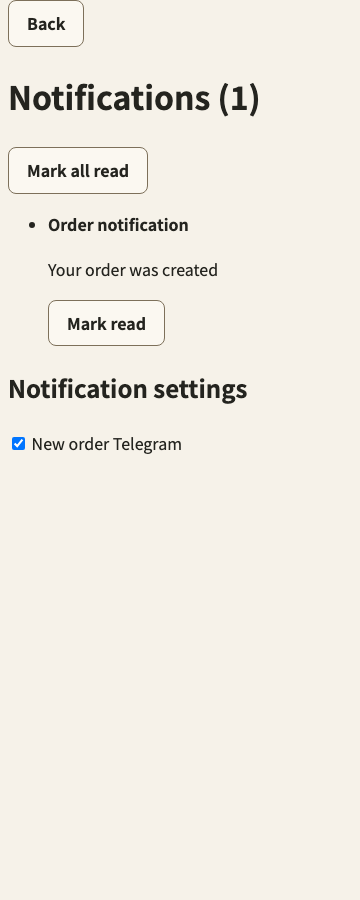 Back
Notifications (1)
Mark all read
Order notification
Your order was created
Mark read
Notification settings
New order Telegram